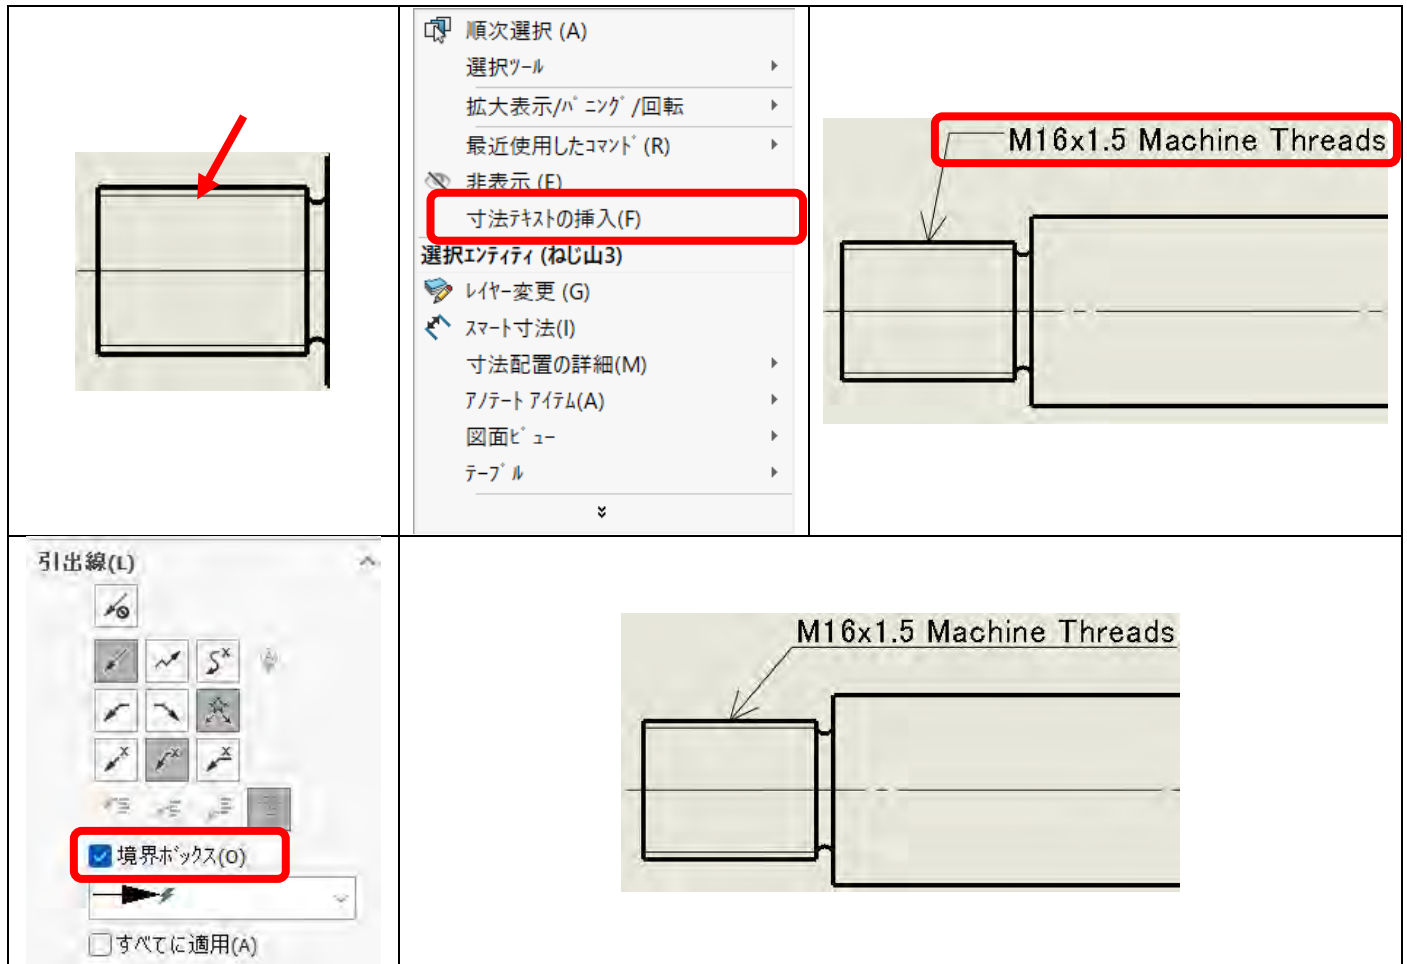 順次選択 (A)
選択ﾂｰﾙ
拡大表示/ﾊﾟﾆﾝｸﾞ/回転
最近使用したｺﾏﾝﾄﾞ(R)
非表示 (E)
寸法ﾃｷｽﾄの挿入(F)
選択ｴﾝﾃｨﾃｨ (ねじ山3)
ﾚｲﾔｰ変更 (G)
ｽﾏｰﾄ寸法(I)
寸法配置の詳細(M)
ｱﾉﾃｰﾄ ｱｲﾃﾑ(A)
図面ﾋﾞｭｰ
ﾃｰﾌﾞﾙ
M16x1.5 Machine Threads
引出線(L)
境界ﾎﾞｯｸｽ(O)
すべてに適用(A)
M16x1.5 Machine Threads